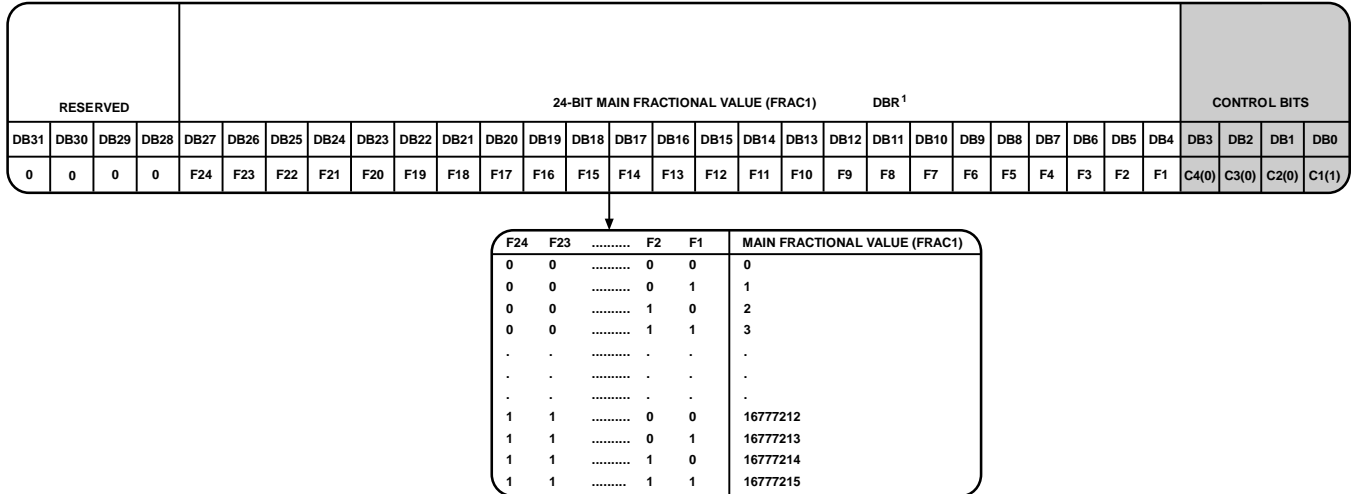 RESERVED 24-BIT MAIN FRACTIONAL VALUE (FRAC1) DBR 1 CONTROL BITS
DB31 DB30 DB29 DB28 DB27 DB26 DB25 DB24 DB23 DB22 DB21 DB20 DB19 DB18 DB17 DB16 DB15 DB14 DB13 DB12 DB11 DB10 DB9 DB8 DB7 DB6 DB5 DB4 DB3 DB2 DB1 DB0
0 0 0 0 F24 F23 F22 F21 F20 F19 F18 F17 F16 F15 F14 F13 F12 F11 F10 F9 F8 F7 F6 F5 F4 F3 F2 F1 C4(0) C3(0) C2(0) C1(1)
F24 F23 .......... F2 F1 MAIN FRACTIONAL VALUE (FRAC1)
0 0 .......... 0 0 0
0 0 .......... 0 1 1
0 0 .......... 1 0 2
0 0 .......... 1 1 3
. . .......... . . .
. . .......... . . .
. . .......... . . .
1 1 .......... 0 0 16777212
1 1 .......... 0 1 16777213
1 1 .......... 1 0 16777214
1 1 ......... 1 1 16777215